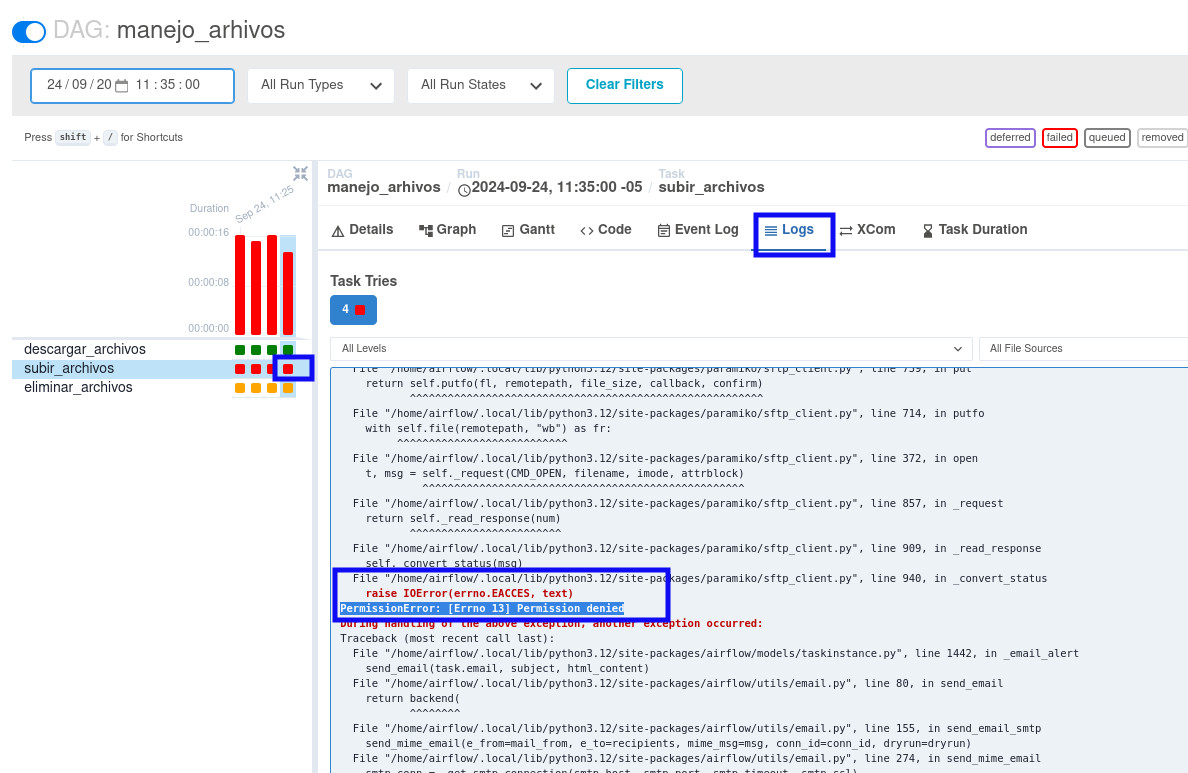 DAG: manejo_arhivos
24/09/20 11:35:00
All Run Types
All Run States
Clear Filters
Press shift + / for Shortcuts
deferred
failed
queued
removed
Duration
Sep 24, 11:25
00:00:16
00:00:08
00:00:00
descargar_archivos
subir_archivos
eliminar_archivos
DAG
manejo_arhivos
/
Run
2024-09-24, 11:35:00 -05
/
Task
subir_archivos
Details
Graph
Gantt
Code
Event Log
Logs
XCom
Task Duration
Task Tries
4
All Levels
All File Sources
File "/home/airflow/.local/lib/python3.12/site-packages/paramiko/sftp_client.py", line 759, in put
return self.putfo(fl, remotepath, file_size, callback, confirm)
^^^^^^^^^^^^^^^^^^^^^^^^^^^^^^^^^^^^^^^^^^^^^^^^^^^^^^^^
File "/home/airflow/.local/lib/python3.12/site-packages/paramiko/sftp_client.py", line 714, in putfo
with self.file(remotepath, "wb") as fr:
^^^^^^^^^^^^^^^^^^^^^^^^^^^
File "/home/airflow/.local/lib/python3.12/site-packages/paramiko/sftp_client.py", line 372, in open
t, msg = self._request(CMD_OPEN, filename, imode, attrblock)
^^^^^^^^^^^^^^^^^^^^^^^^^^^^^^^^^^^^^^^^^^^^^^^^^^^
File "/home/airflow/.local/lib/python3.12/site-packages/paramiko/sftp_client.py", line 857, in _request
return self._read_response(num)
^^^^^^^^^^^^^^^^^^^^^^^^
File "/home/airflow/.local/lib/python3.12/site-packages/paramiko/sftp_client.py", line 909, in _read_response
self._convert_status(msg)
File "/home/airflow/.local/lib/python3.12/site-packages/paramiko/sftp_client.py", line 940, in _convert_status
raise IOError(errno.EACCES, text)
PermissionError: [Errno 13] Permission denied
During handling of the above exception, another exception occurred:
Traceback (most recent call last):
File "/home/airflow/.local/lib/python3.12/site-packages/airflow/models/taskinstance.py", line 1442, in _email_alert
send_email(task.email, subject, html_content)
File "/home/airflow/.local/lib/python3.12/site-packages/airflow/utils/email.py", line 80, in send_email
return backend(
^^^^^^^^
File "/home/airflow/.local/lib/python3.12/site-packages/airflow/utils/email.py", line 155, in send_email_smtp
send_mime_email(e_from=mail_from, e_to=recipients, mime_msg=msg, conn_id=conn_id, dryrun=dryrun)
File "/home/airflow/.local/lib/python3.12/site-packages/airflow/utils/email.py", line 274, in send_mime_email
smtp_conn = _get_smtp_connection(smtp_host, smtp_port, smtp_timeout, smtp_ssl)